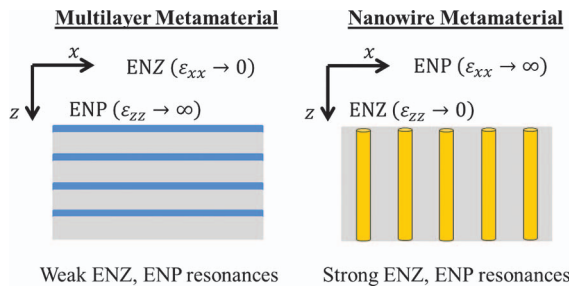 Multilayer Metamaterial
x
ENZ (εxx → 0)
z
ENP (εzz → ∞)
Weak ENZ, ENP resonances
Nanowire Metamaterial
x
ENP (εxx → ∞)
ENZ (εzz → 0)
z
Strong ENZ, ENP resonances